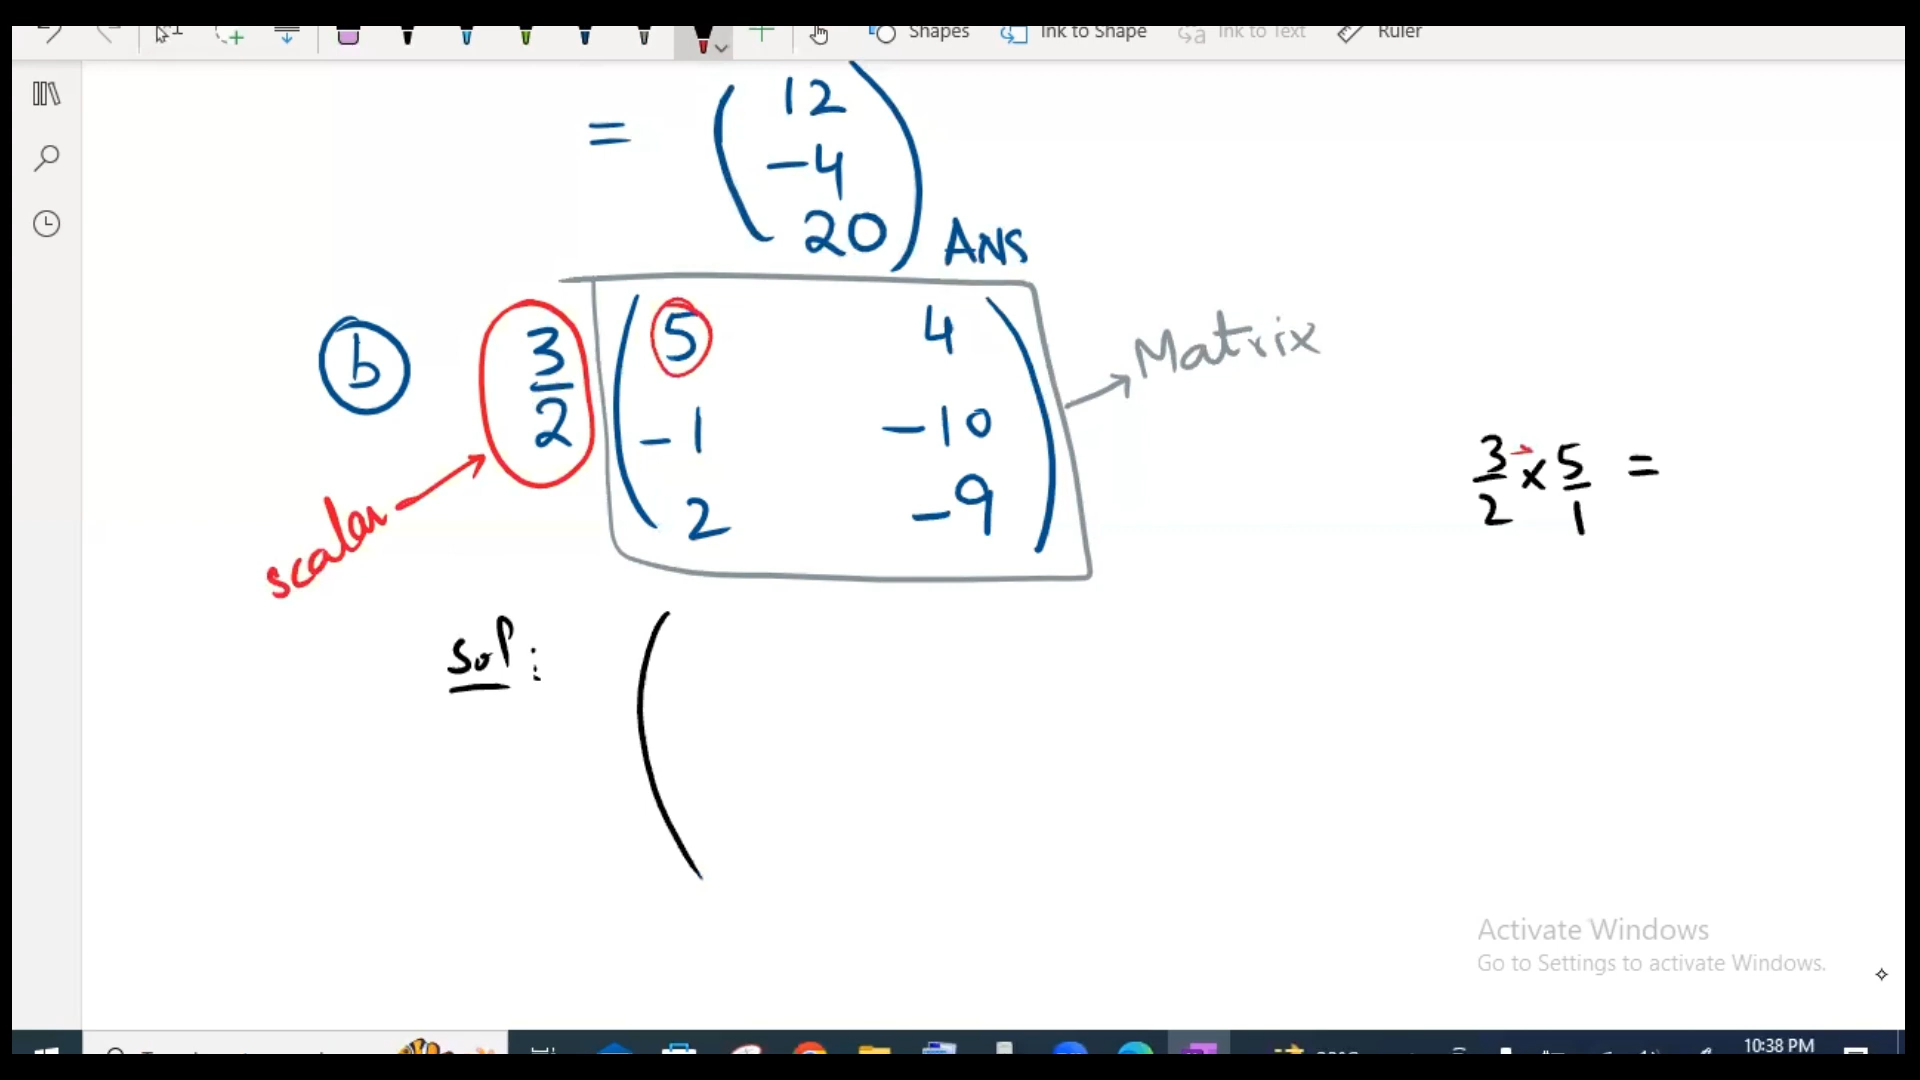 Shapes Ink to Shape Ink to Text Ruler
12
= -4
20 ANS
b 3/2 5 4
-1 -10
2 -9
Matrix
scalar
3/2 × 5/1 =
Sol:
Activate Windows
Go to Settings to activate Windows.
10:38 PM